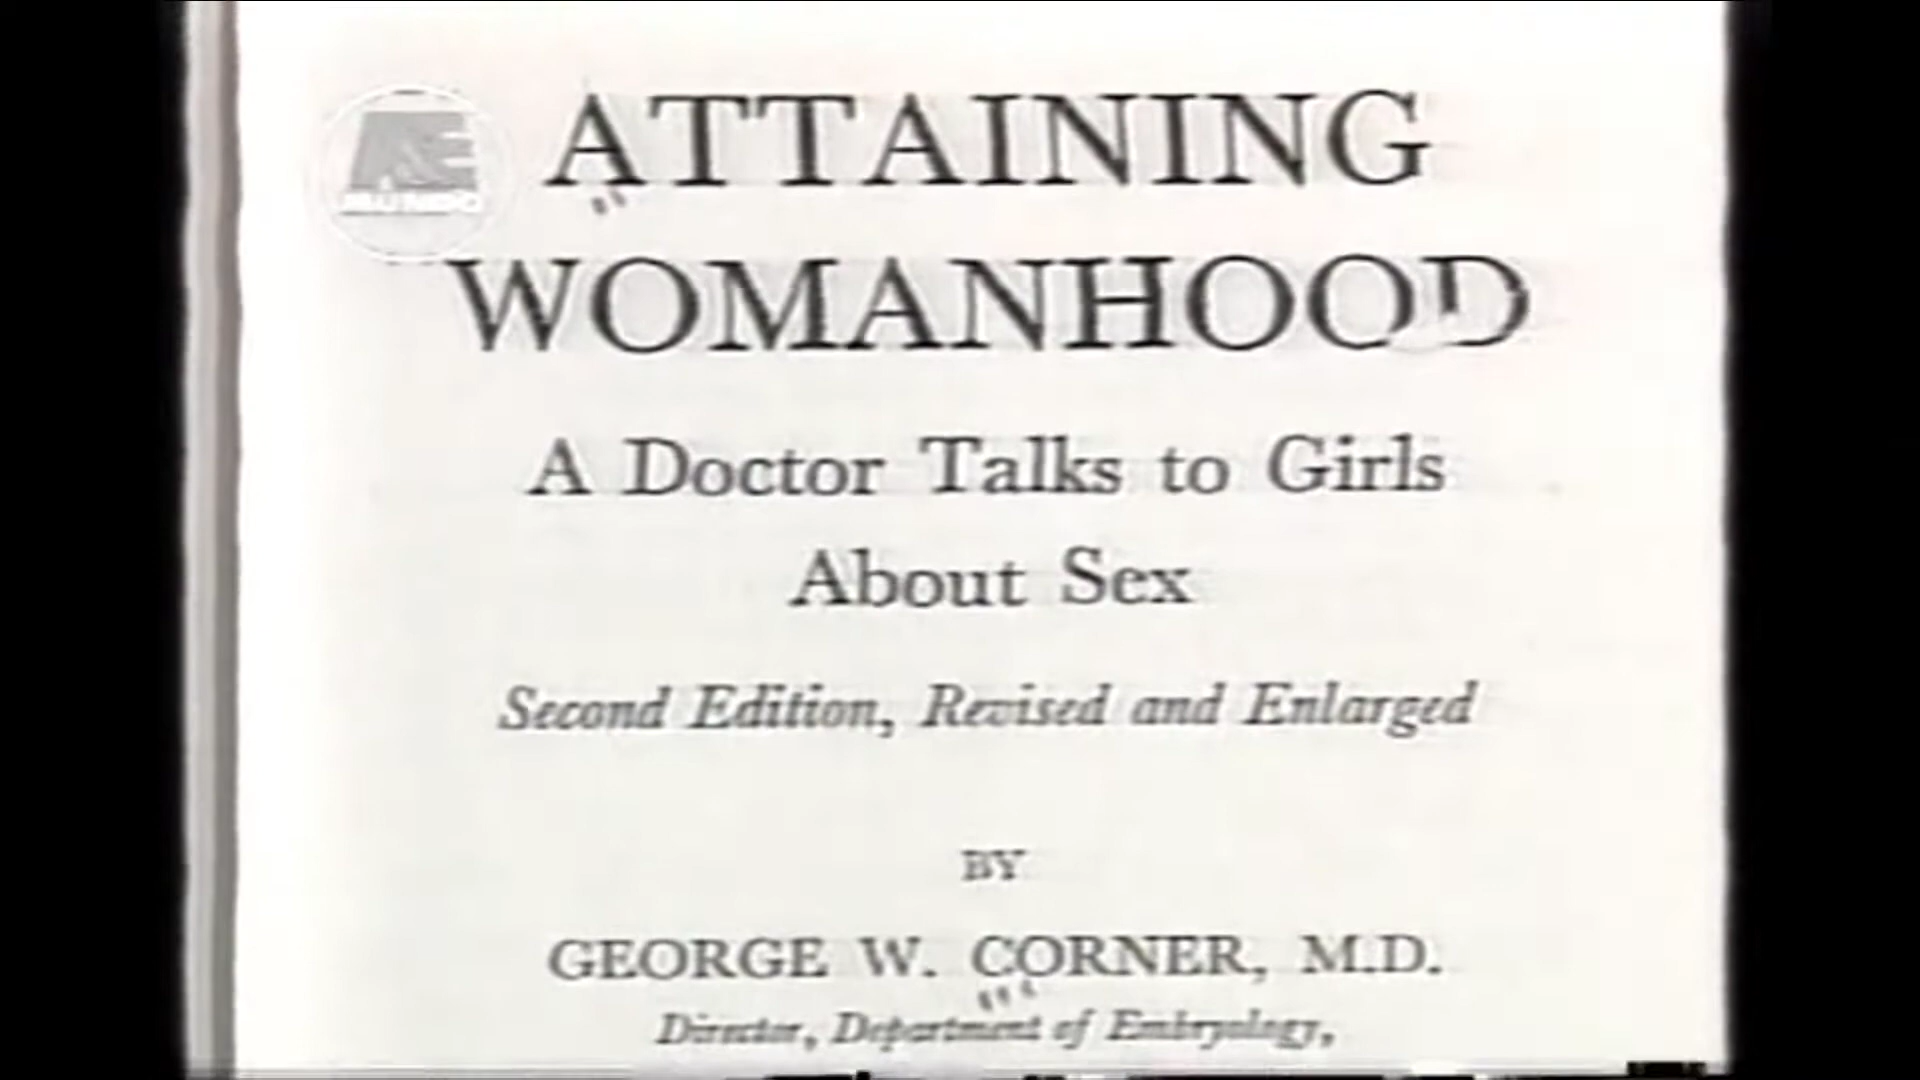 ATTAINING
WOMANHOOD
A Doctor Talks to Girls
About Sex
Second Edition, Revised and Enlarged
BY
GEORGE W. CORNER, M.D.
Director, Department of Embryology,